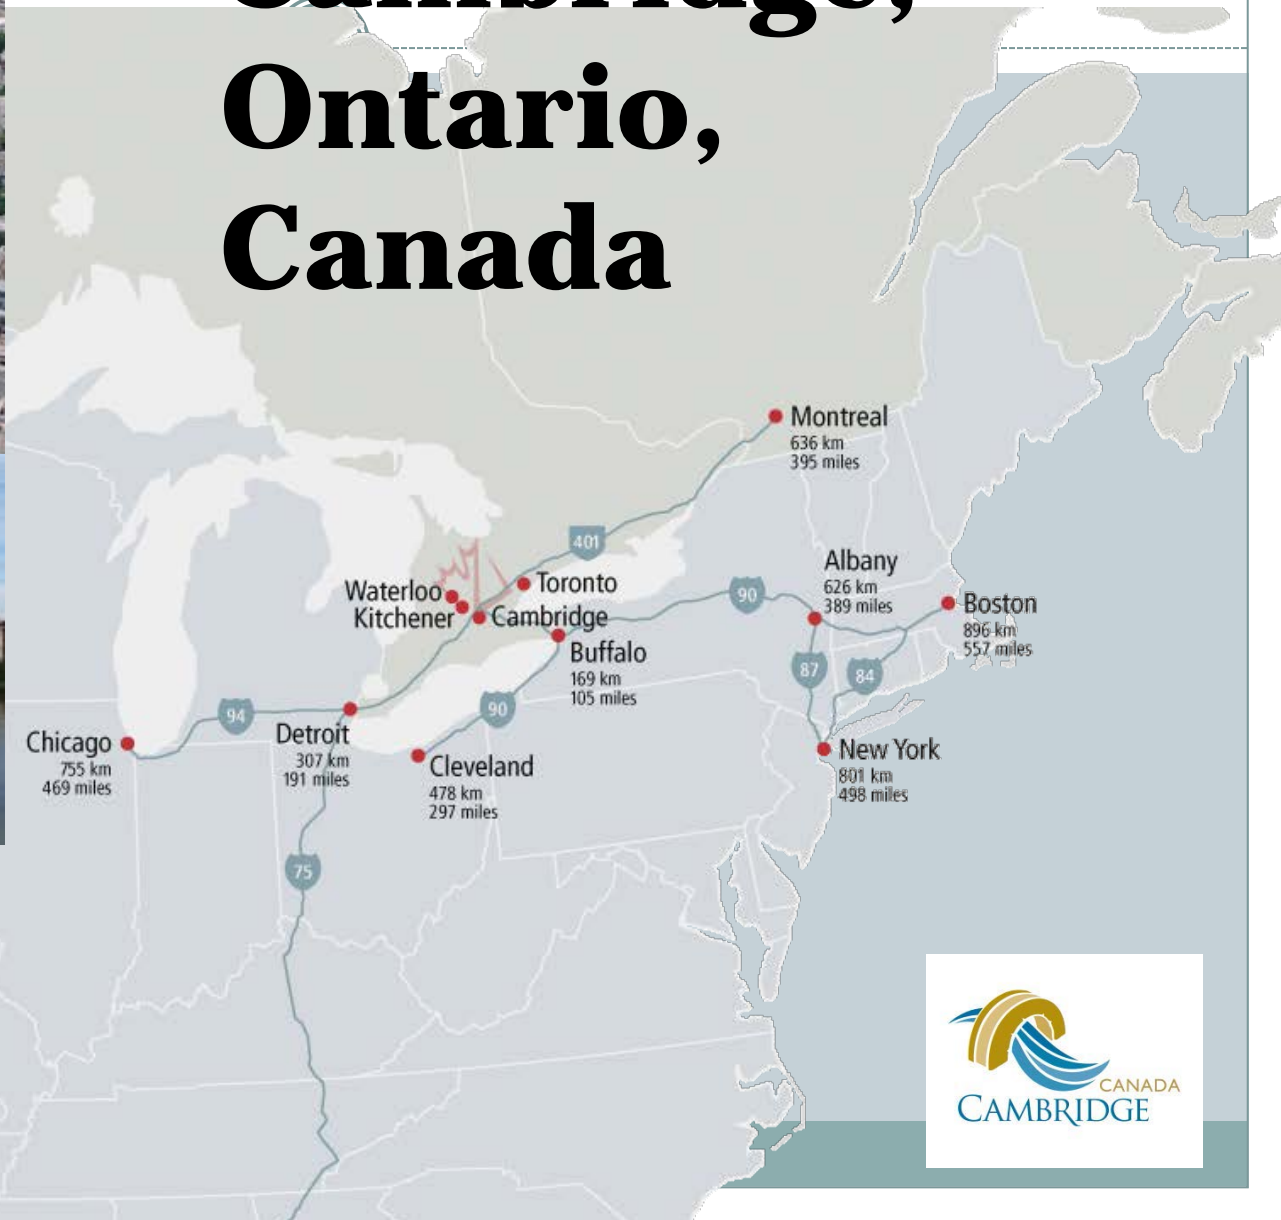 Cambridge,
Ontario,
Canada
Montreal
636 km
395 miles
401
Albany
626 km
389 miles
Waterloo
Toronto
90
Boston
896 km
557 miles
Kitchener
Cambridge
Buffalo
169 km
105 miles
87
84
94
90
Detroit
307 km
191 miles
Chicago
755 km
469 miles
Cleveland
478 km
297 miles
New York
801 km
498 miles
75
CANADA
CAMBRIDGE